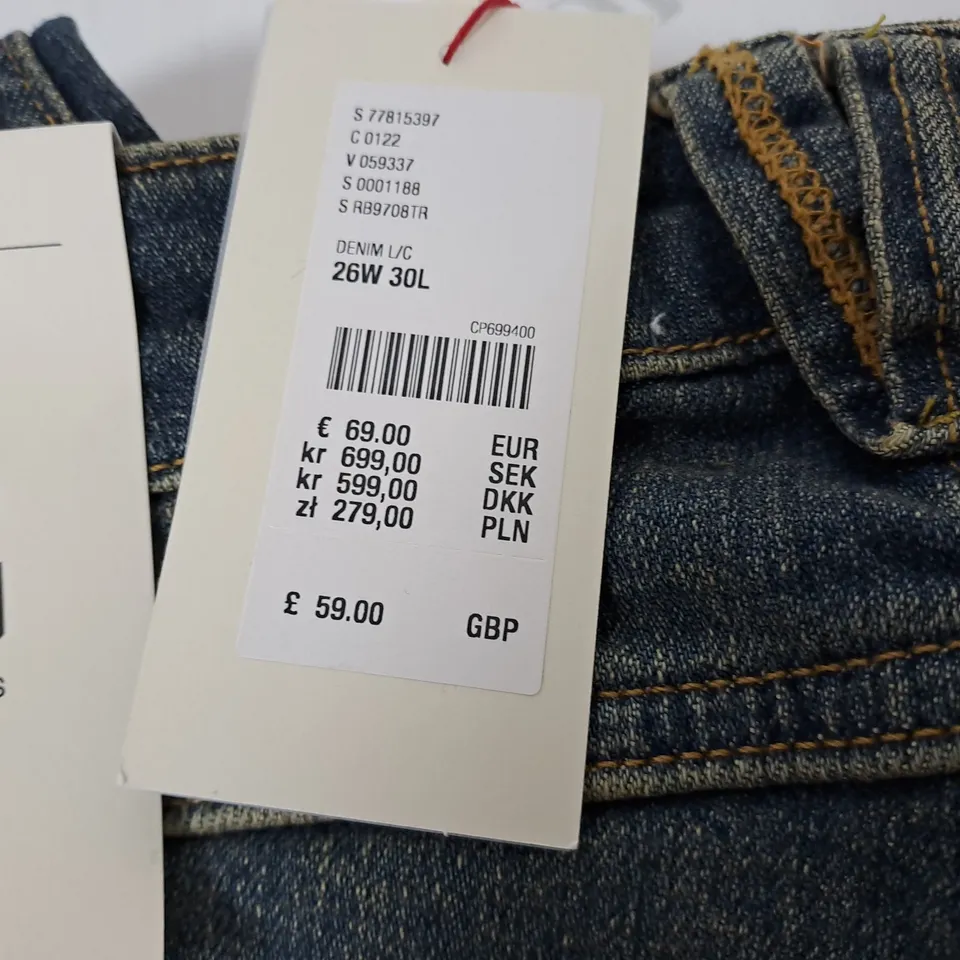 S 77815397
C 0122
V 059337
S 0001188
S RB9708TR
DENIM L/C
26W 30L
CP699400
€ 69.00 EUR
kr 699,00 SEK
kr 599,00 DKK
zł 279,00 PLN
£ 59.00 GBP
S